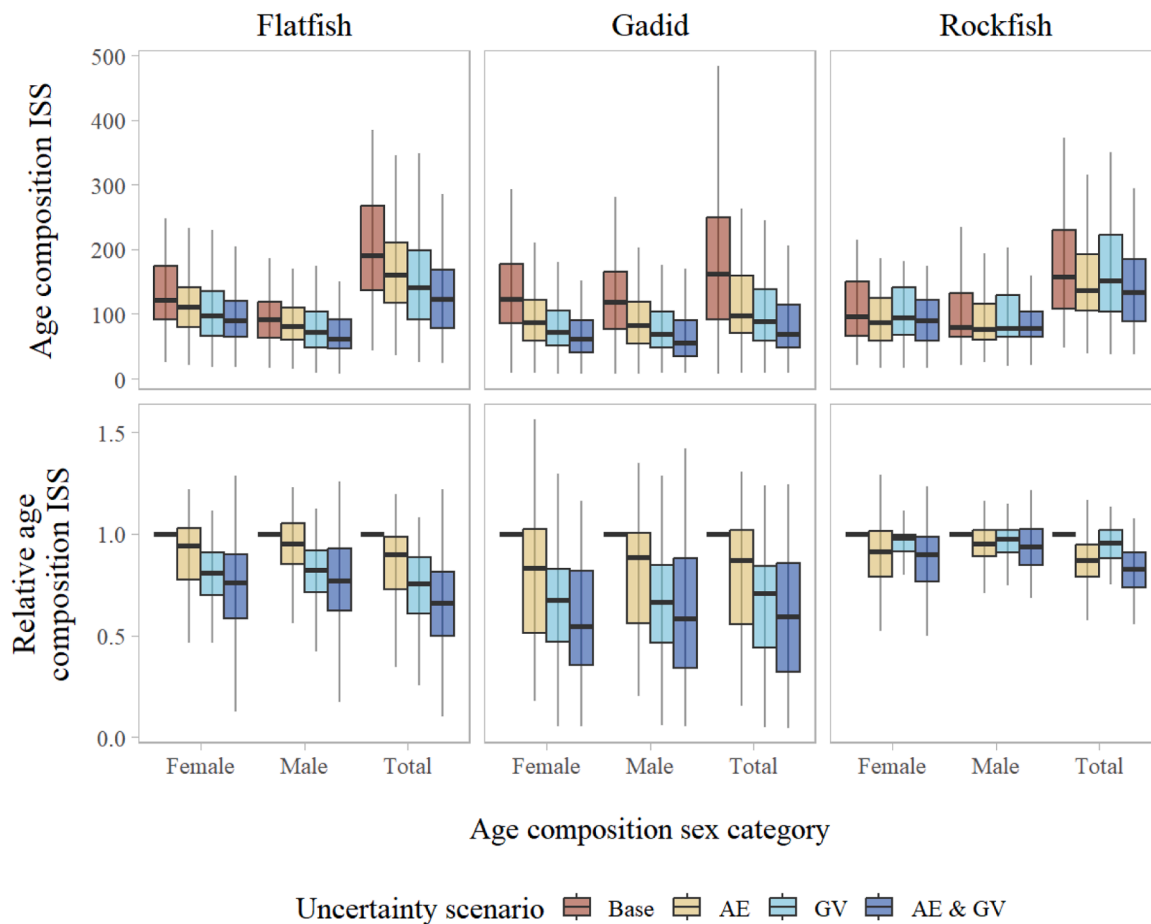 Flatfish Gadid Rockfish
Age composition ISS
500
400
300
200
100
0
Relative age
composition ISS
1.5
1.0
0.5
0.0
Female Male Total Female Male Total Female Male Total
Age composition sex category
Uncertainty scenario Base AE GV AE & GV